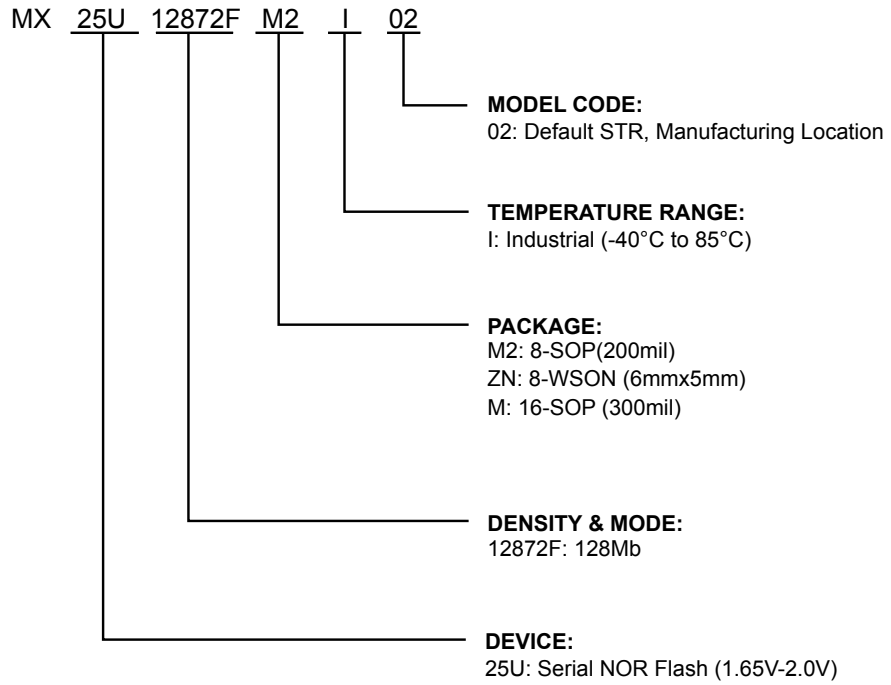 MX 25U 12872F M2 I 02
MODEL CODE:
02: Default STR, Manufacturing Location
TEMPERATURE RANGE:
I: Industrial (-40°C to 85°C)
PACKAGE:
M2: 8-SOP(200mil)
ZN: 8-WSON (6mmx5mm)
M: 16-SOP (300mil)
DENSITY & MODE:
12872F: 128Mb
DEVICE:
25U: Serial NOR Flash (1.65V-2.0V)